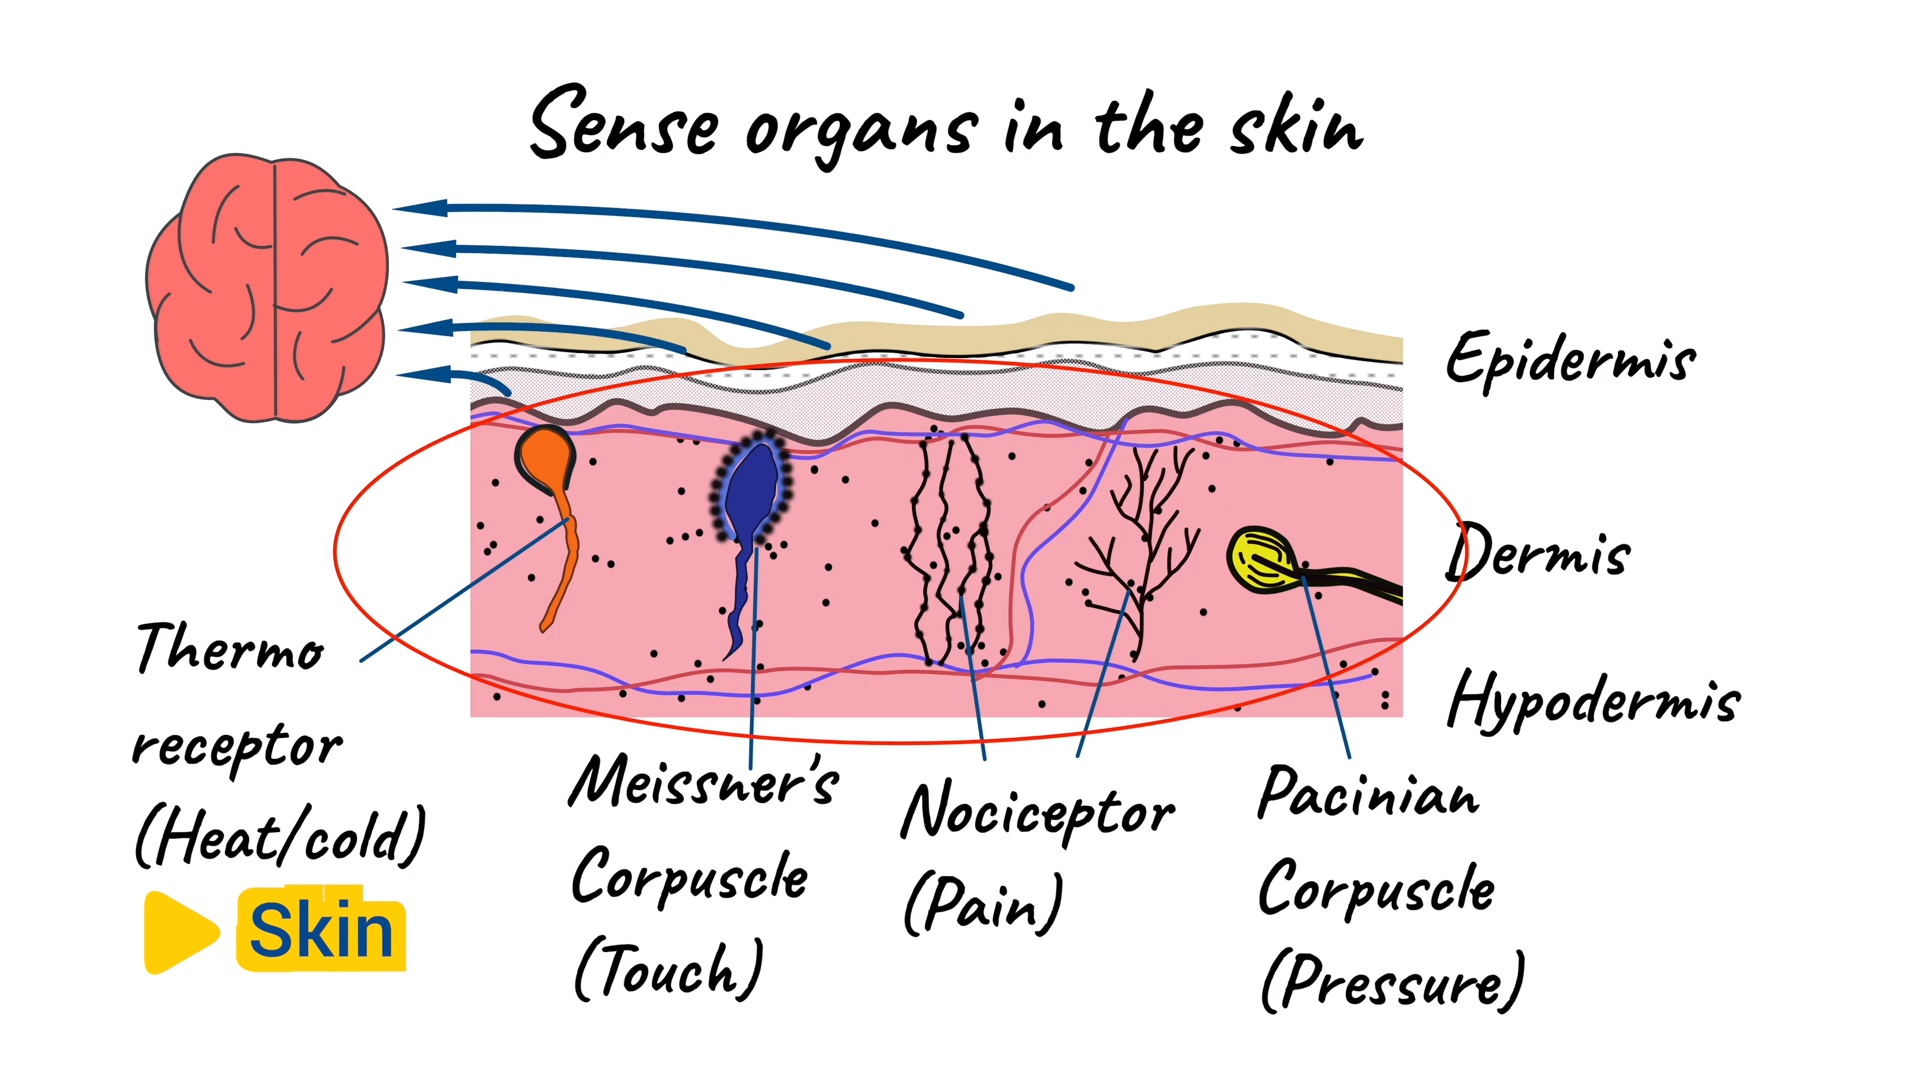 Sense organs in the skin
Epidermis
Dermis
Hypodermis
Thermo
receptor
(Heat/cold)
Meissner's
Corpuscle
(Touch)
Nociceptor
(Pain)
Pacinian
Corpuscle
(Pressure)
Skin